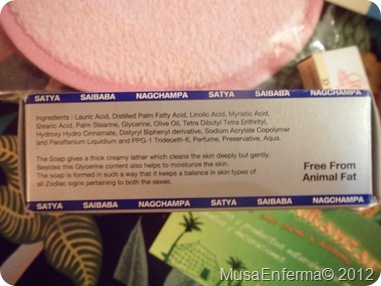 SATYA SAIBABA NAGCHAMPA SATYA SAIBABA NAGCHAMPA
Ingredients : Lauric Acid, Distilled Palm Fatty Acid, Linolic Acid, Myristic Acid,
Stearic Acid, Palm Stearine, Glycerine, Olive Oil, Tetra Dibutyl Tetra Erithrityl,
Hydroxy Hydro Cinnamate, Distyryl Biphenyl derivative, Sodium Acrylate Copolymer
and Paraffinum Liquidium and PPG-1 Trideceth-6, Perfume, Preservative, Aqua.
The Soap gives a thick creamy lather which cleans the skin deeply but gently.
Besides this Glycerine content also helps to moisturize the skin.
The soap is formed in such a way that it keeps a balance in skin types of
all Zodiac signs pertaining to both the sexes.
Free From
Animal Fat
SATYA SAIBABA NAGCHAMPA SATYA SAIBABA NAGCHAMPA
productos naturales
MusaEnferma© 2012